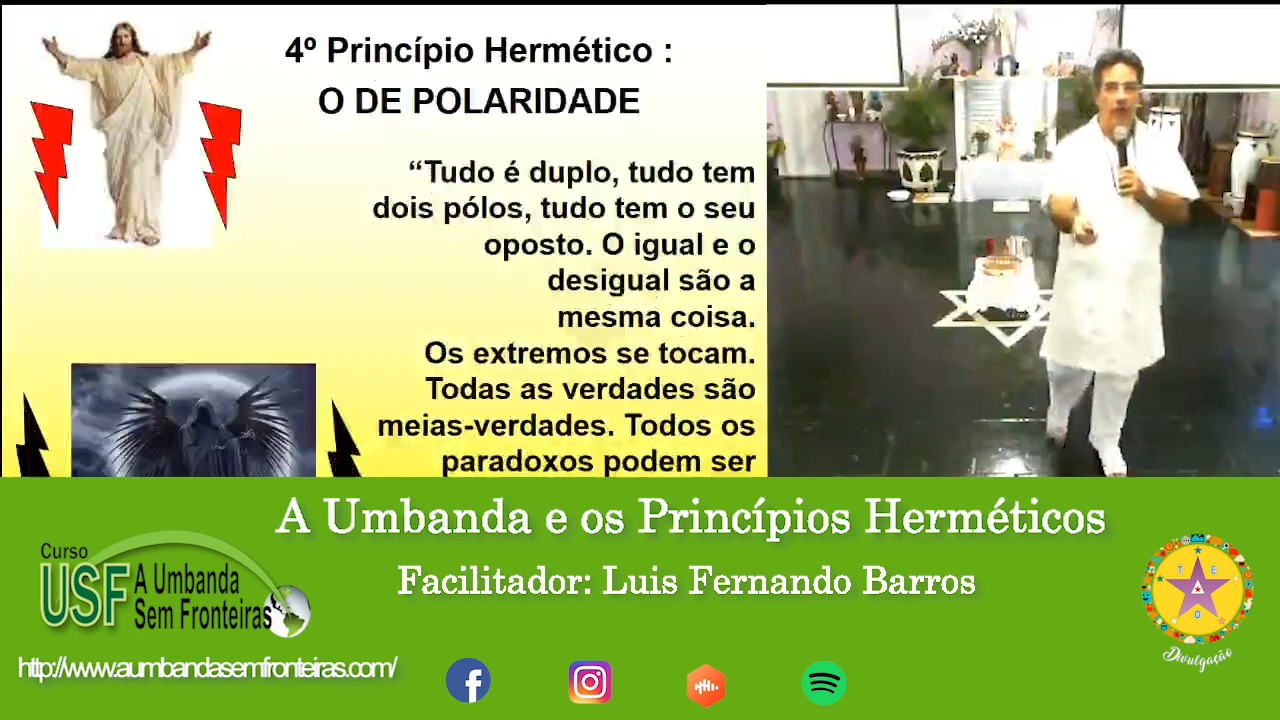 4º Princípio Hermético :
O DE POLARIDADE
“Tudo é duplo, tudo tem
dois pólos, tudo tem o seu
oposto. O igual e o
desigual são a
mesma coisa.
Os extremos se tocam.
Todas as verdades são
meias-verdades. Todos os
paradoxos podem ser
A Umbanda e os Princípios Herméticos
Facilitador: Luis Fernando Barros
Curso
USF A Umbanda
Sem Fronteiras
http://www.aumbandasemfronteiras.com/
T E
A
O
Divulgação